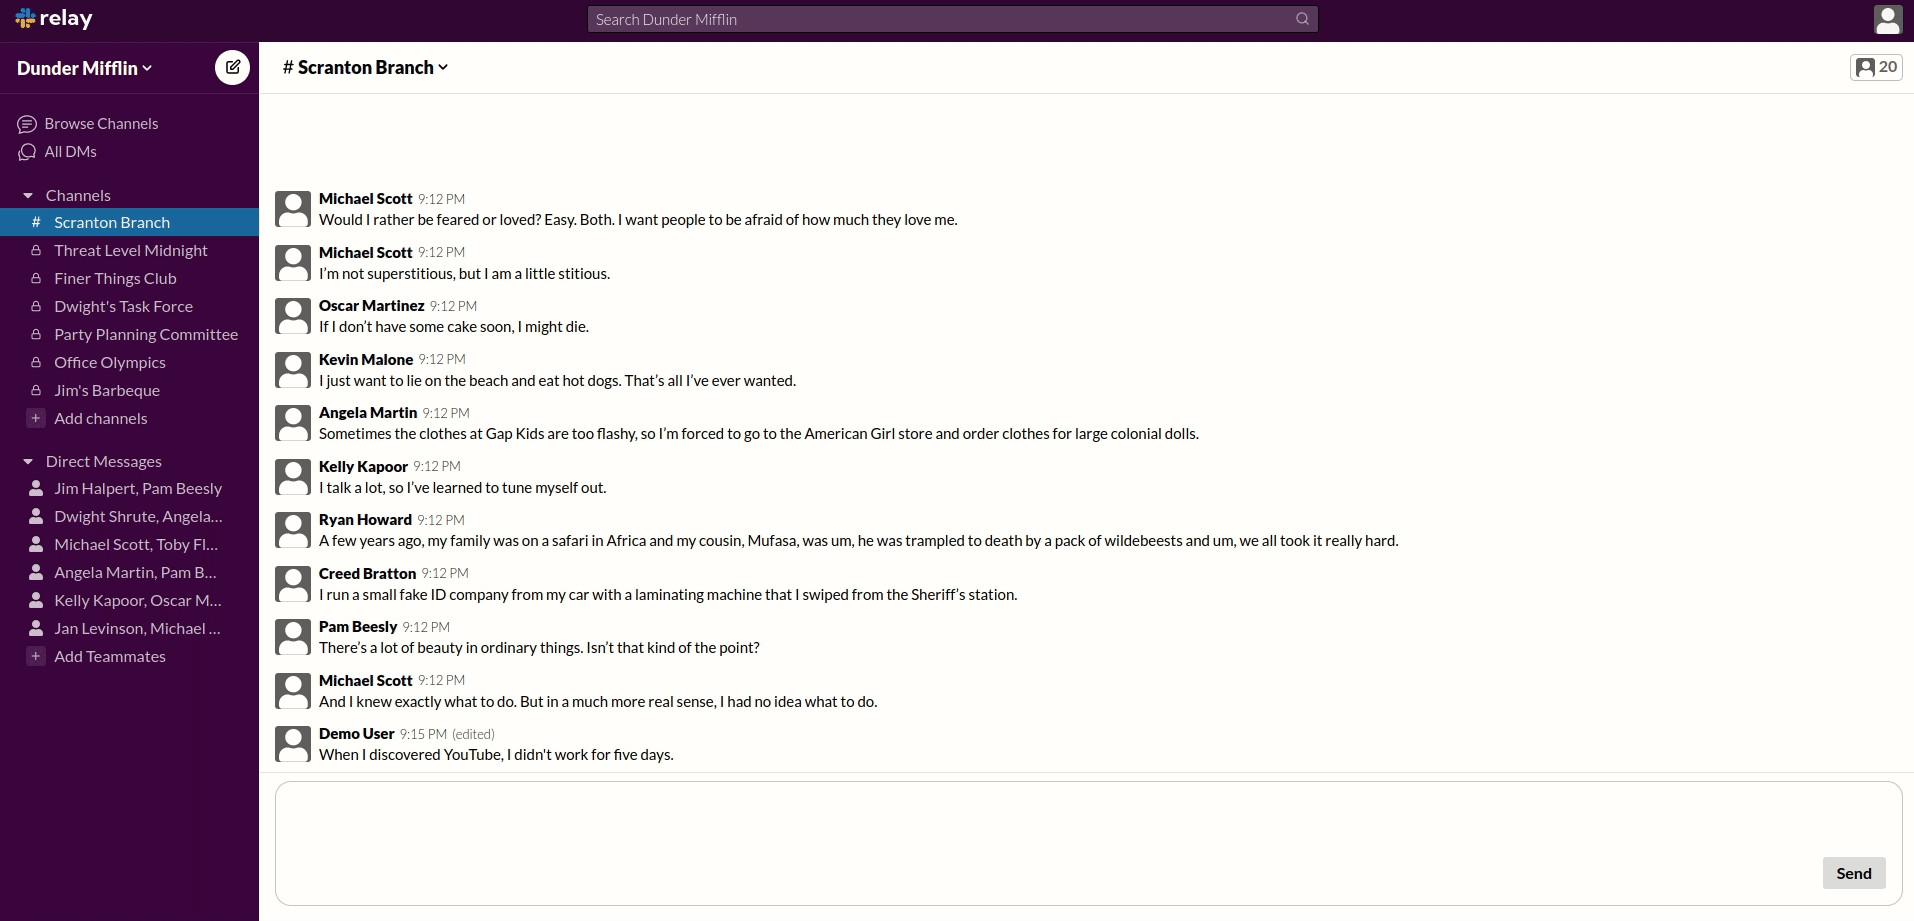 relay
Search Dunder Mifflin
Dunder Mifflin
# Scranton Branch
20
Browse Channels
All DMs
Channels
# Scranton Branch
Threat Level Midnight
Finer Things Club
Dwight's Task Force
Party Planning Committee
Office Olympics
Jim's Barbeque
+ Add channels
Direct Messages
Jim Halpert, Pam Beesly
Dwight Shrute, Angela...
Michael Scott, Toby Fl...
Angela Martin, Pam B...
Kelly Kapoor, Oscar M...
Jan Levinson, Michael ...
+ Add Teammates
Michael Scott 9:12 PM
Would I rather be feared or loved? Easy. Both. I want people to be afraid of how much they love me.
Michael Scott 9:12 PM
I’m not superstitious, but I am a little stitious.
Oscar Martinez 9:12 PM
If I don’t have some cake soon, I might die.
Kevin Malone 9:12 PM
I just want to lie on the beach and eat hot dogs. That’s all I’ve ever wanted.
Angela Martin 9:12 PM
Sometimes the clothes at Gap Kids are too flashy, so I’m forced to go to the American Girl store and order clothes for large colonial dolls.
Kelly Kapoor 9:12 PM
I talk a lot, so I’ve learned to tune myself out.
Ryan Howard 9:12 PM
A few years ago, my family was on a safari in Africa and my cousin, Mufasa, was um, he was trampled to death by a pack of wildebeests and um, we all took it really hard.
Creed Bratton 9:12 PM
I run a small fake ID company from my car with a laminating machine that I swiped from the Sheriff’s station.
Pam Beesly 9:12 PM
There’s a lot of beauty in ordinary things. Isn’t that kind of the point?
Michael Scott 9:12 PM
And I knew exactly what to do. But in a much more real sense, I had no idea what to do.
Demo User 9:15 PM (edited)
When I discovered YouTube, I didn't work for five days.
Send